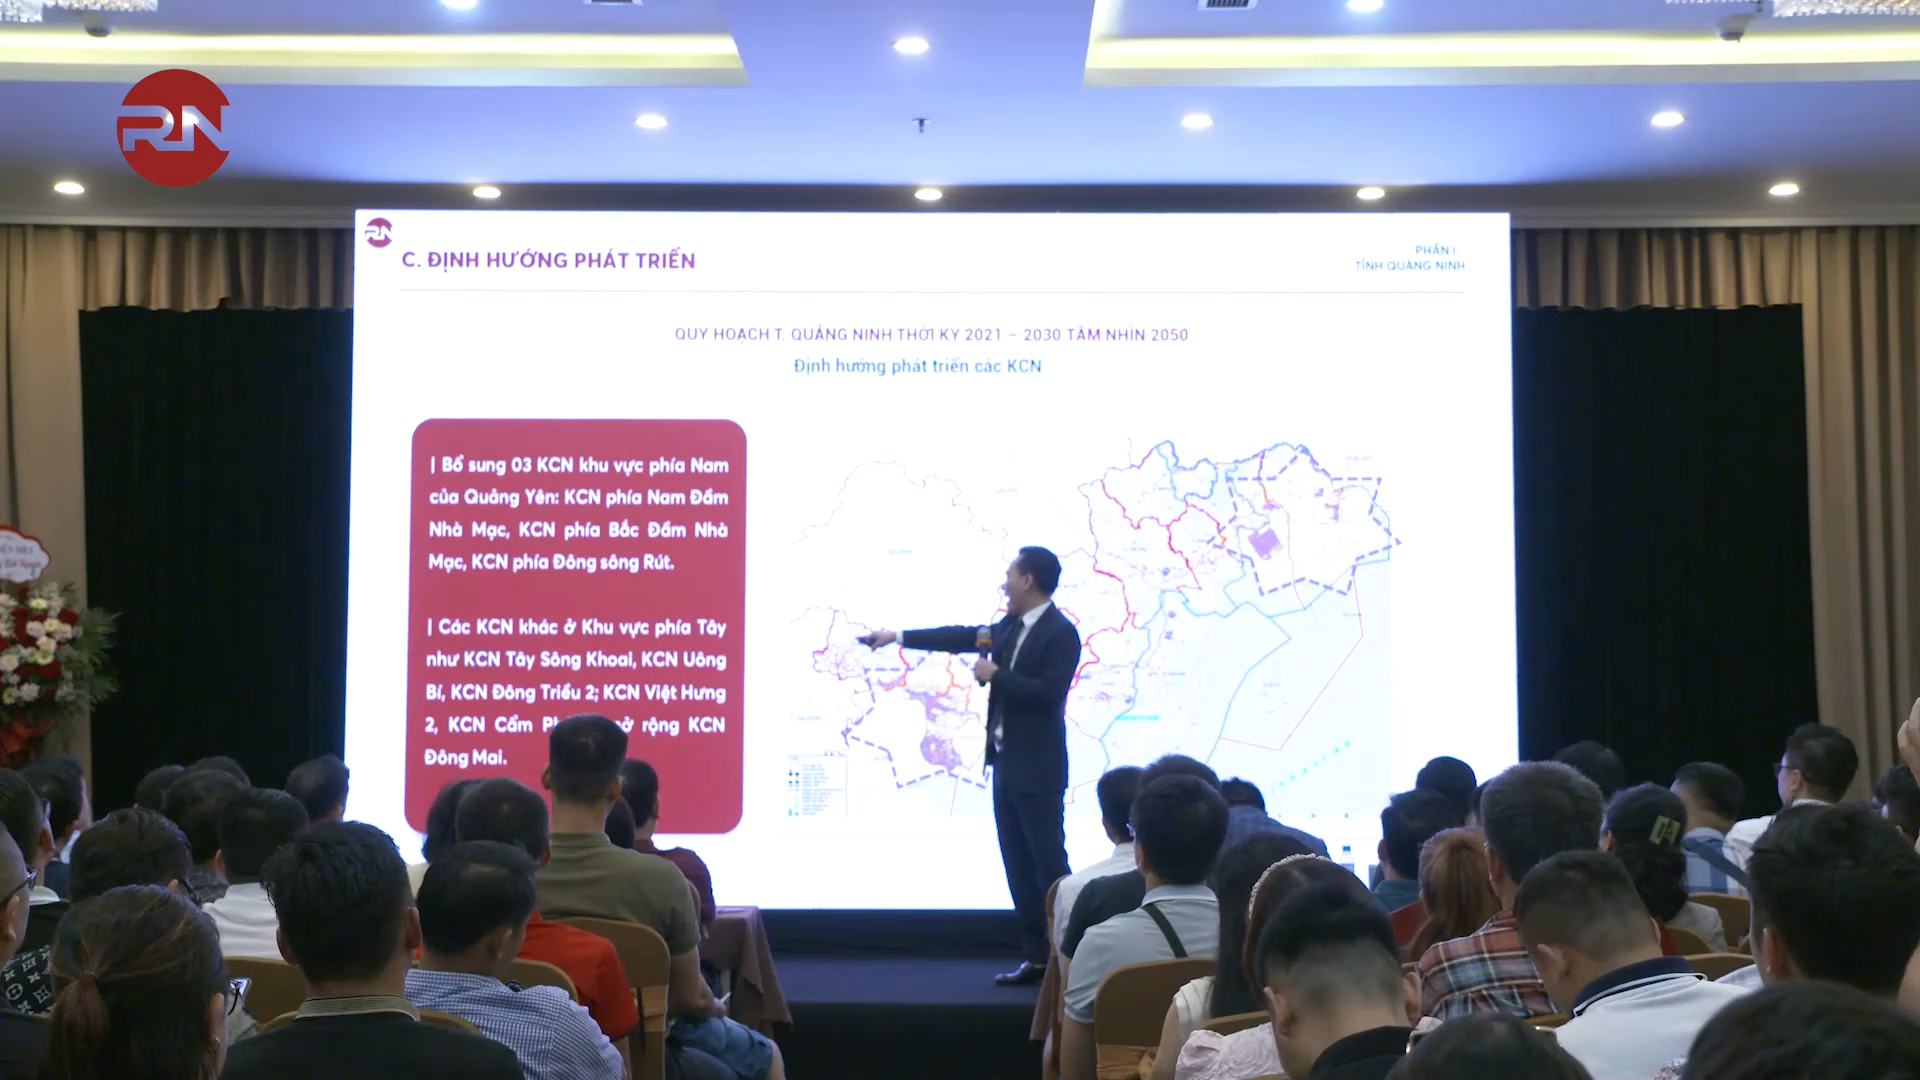 RN
RN
C. ĐỊNH HƯỚNG PHÁT TRIỂN
PHẦN I:
TỈNH QUẢNG NINH
QUY HOẠCH T. QUẢNG NINH THỜI KỲ 2021 – 2030 TẦM NHÌN 2050
Định hướng phát triển các KCN
| Bổ sung 03 KCN khu vực phía Nam
của Quảng Yên: KCN phía Nam Đầm
Nhà Mạc, KCN phía Bắc Đầm Nhà
Mạc, KCN phía Đông sông Rút.
| Các KCN khác ở Khu vực phía Tây
như KCN Tây Sông Khoai, KCN Uông
Bí, KCN Đông Triều 2; KCN Việt Hưng
2, KCN Cẩm rộng KCN
Đông Mai.